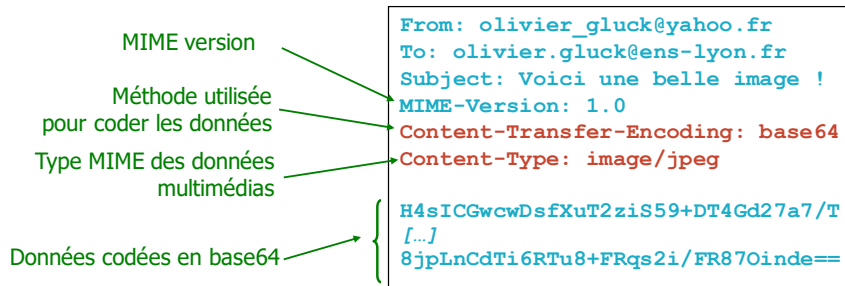 MIME version
Méthode utilisée
pour coder les données
Type MIME des données
multimédias
Données codées en base64
From: olivier_gluck@yahoo.fr
To: olivier.gluck@ens-lyon.fr
Subject: Voici une belle image !
MIME-Version: 1.0
Content-Transfer-Encoding: base64
Content-Type: image/jpeg
H4sICGwcwDsfXuT2ziS59+DT4Gd27a7/T
[…]
8jpLnCdTi6RTu8+FRqs2i/FR87Oinde==